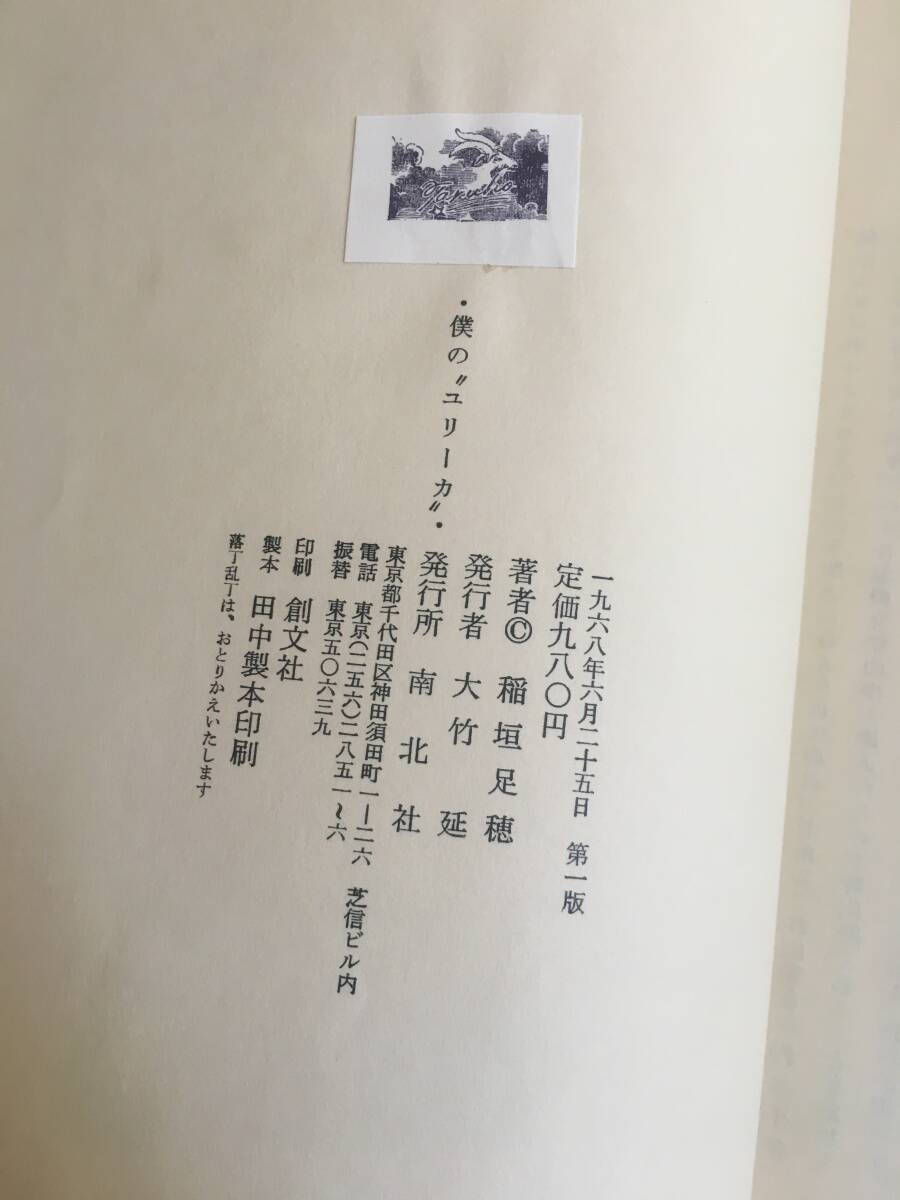 Taruho
・僕の〝ユリーカ〟・
一九六八年六月二十五日　第一版
定価九八〇円
著者©　稲垣足穂
発行者　大竹延
発行所　南北社
東京都千代田区神田須田町一―二六　芝信ビル内
電話　東京(二五六)二八五一〜六
振替　東京五〇六三九
印刷　創文社
製本　田中製本印刷
落丁乱丁は、おとりかえいたします